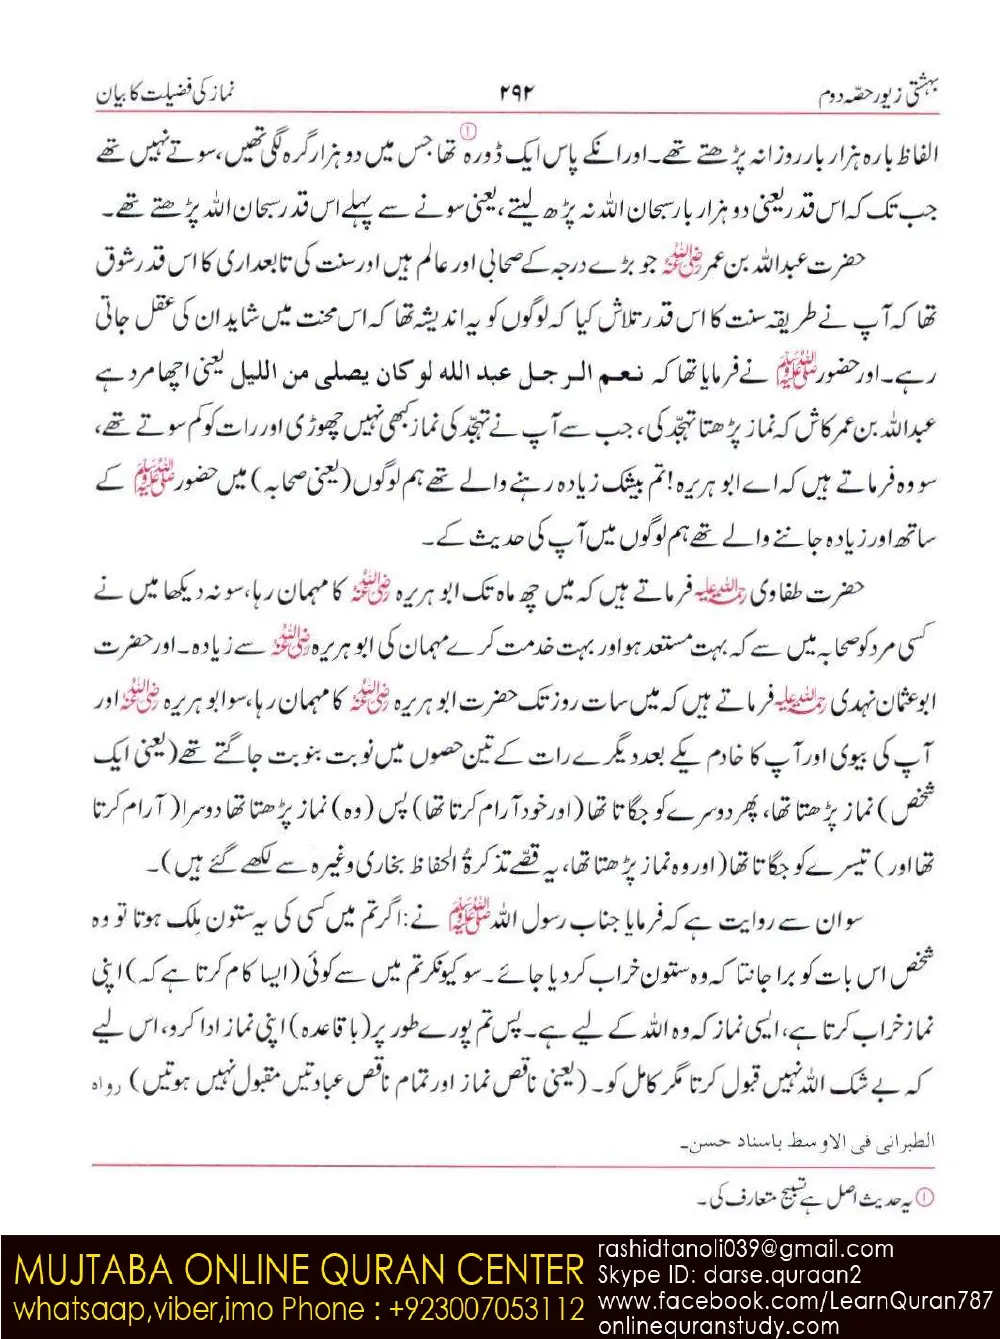 بہشتی زیور حصّہ دوم ۲۹۲ نماز کی فضیلت کا بیان
الفاظ بارہ ہزار بار روزانہ پڑھتے تھے۔ اور انکے پاس ایک ڈورہ① تھا جس میں دو ہزار گرہ لگی تھیں، سوتے نہیں تھے
جب تک کہ اس قدر یعنی دو ہزار بار سبحان اللہ نہ پڑھ لیتے، یعنی سونے سے پہلے اس قدر سبحان اللہ پڑھتے تھے۔
حضرت عبداللہ بن عمر رضی اللہ عنہ جو بڑے درجہ کے صحابی اور عالم ہیں اور سنت کی تابعداری کا اس قدر شوق
تھا کہ آپ نے طریقہ سنت کا اس قدر تلاش کیا کہ لوگوں کو یہ اندیشہ تھا کہ اس محنت میں شاید ان کی عقل جاتی
رہے۔ اور حضور ﷺ نے فرمایا تھا کہ نعم الرجل عبد الله لو كان يصلى من الليل یعنی اچھا مرد ہے
عبداللہ بن عمر کاش کہ نماز پڑھتا تہجّد کی، جب سے آپ نے تہجّد کی نماز کبھی نہیں چھوڑی اور رات کو کم سوتے تھے،
سو وہ فرماتے ہیں کہ اے ابو ہریرہ! تم بیشک زیادہ رہنے والے تھے ہم لوگوں (یعنی صحابہ) میں حضور ﷺ کے
ساتھ اور زیادہ جاننے والے تھے ہم لوگوں میں آپ کی حدیث کے۔
حضرت طفاوی رحمۃ اللہ علیہ فرماتے ہیں کہ میں چھ ماہ تک ابو ہریرہ رضی اللہ عنہ کا مہمان رہا، سو نہ دیکھا میں نے
کسی مرد کو صحابہ میں سے کہ بہت مستعد ہو اور بہت خدمت کرے مہمان کی ابو ہریرہ رضی اللہ عنہ سے زیادہ۔ اور حضرت
ابو عثمان نہدی رحمۃ اللہ علیہ فرماتے ہیں کہ میں سات روز تک حضرت ابو ہریرہ رضی اللہ عنہ کا مہمان رہا، سو ابو ہریرہ رضی اللہ عنہ اور
آپ کی بیوی اور آپ کا خادم یکے بعد دیگرے رات کے تین حصوں میں نوبت بنوبت جاگتے تھے (یعنی ایک
شخص) نماز پڑھتا تھا، پھر دوسرے کو جگاتا تھا (اور خود آرام کرتا تھا) پس (وہ) نماز پڑھتا تھا دوسرا (آرام کرتا
تھا اور) تیسرے کو جگاتا تھا (اور وہ نماز پڑھتا تھا، یہ قصّے تذکرۃُ الحفاظ بخاری وغیرہ سے لکھے گئے ہیں)۔
سو ان سے روایت ہے کہ فرمایا جناب رسول اللہ ﷺ نے: اگر تم میں کسی کی یہ ستون مِلک ہوتا تو وہ
شخص اس بات کو برا جانتا کہ وہ ستون خراب کر دیا جائے۔ سو کیونکر تم میں سے کوئی (ایسا کام کرتا ہے کہ) اپنی
نماز خراب کرتا ہے، ایسی نماز کہ وہ اللہ کے لیے ہے۔ پس تم پورے طور پر (باقاعدہ) اپنی نماز ادا کرو، اس لیے
کہ بے شک اللہ نہیں قبول کرتا مگر کامل کو۔ (یعنی ناقص نماز اور تمام ناقص عبادتیں مقبول نہیں ہوتیں) رواہ
الطبرانی فی الاوسط باسناد حسن۔
① یہ حدیث اصل ہے تسبیح متعارف کی۔
MUJTABA ONLINE QURAN CENTER
whatsaap,viber,imo Phone : +923007053112
rashidtanoli039@gmail.com
Skype ID: darse.quraan2
www.facebook.com/LearnQuran787
onlinequranstudy.com